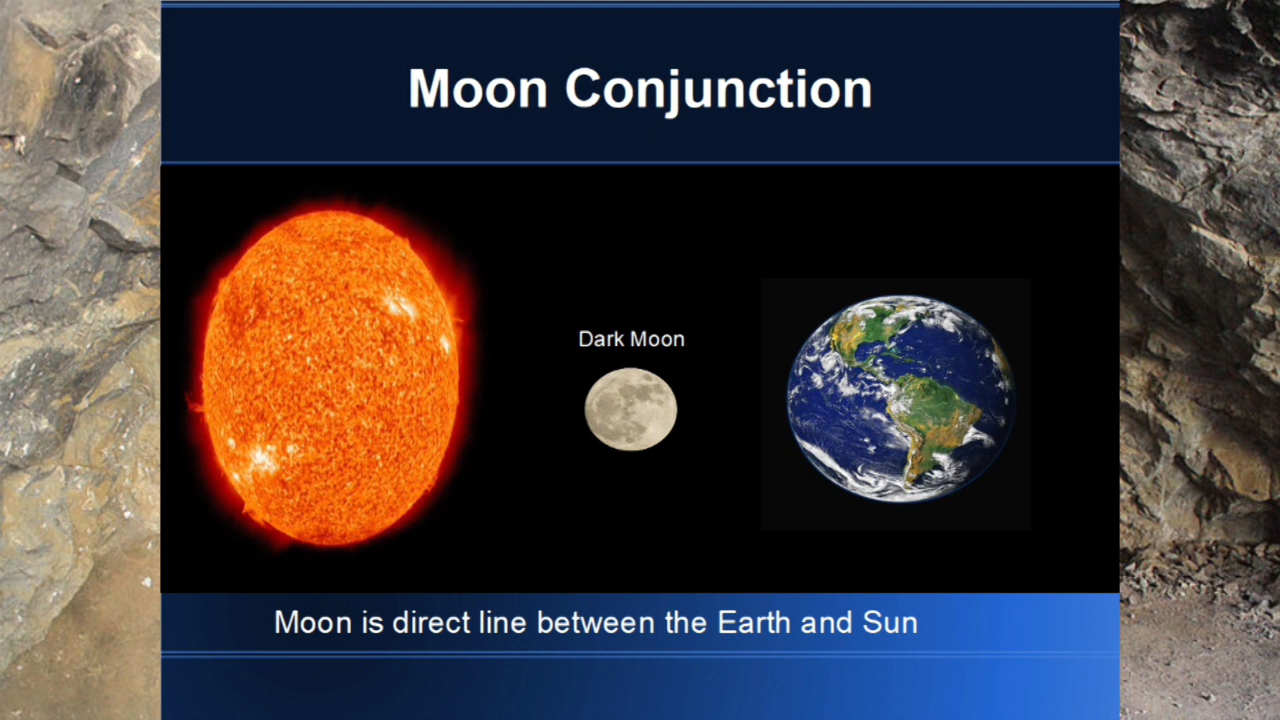 Moon Conjunction
Dark Moon
Moon is direct line between the Earth and Sun